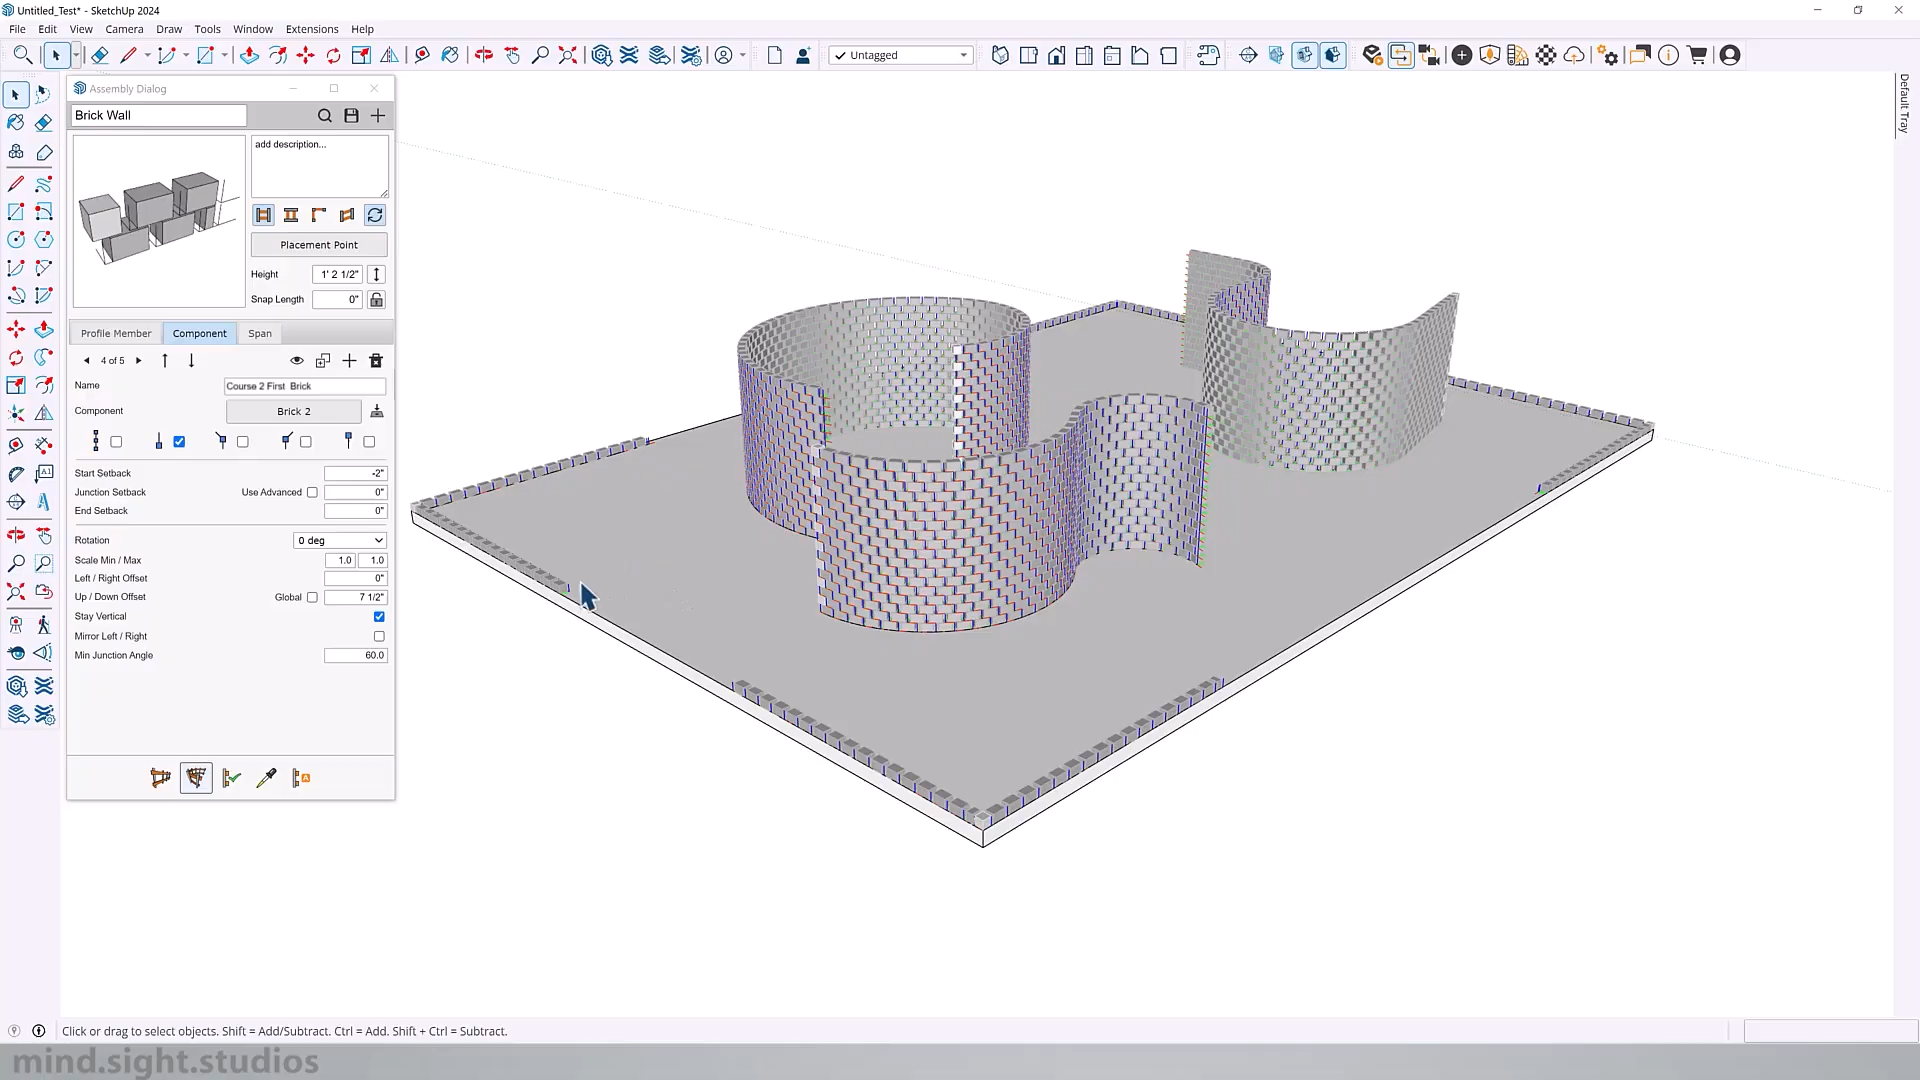 Untitled_Test* - SketchUp 2024
File Edit View Camera Draw Tools Window Extensions Help
Untagged
Default Tray
Assembly Dialog
Brick Wall
add description...
Placement Point
Height 1' 2 1/2"
Snap Length 0"
Profile Member Component Span
4 of 5
Name Course 2 First Brick
Component Brick 2
Start Setback -2"
Junction Setback Use Advanced 0"
End Setback 0"
Rotation 0 deg
Scale Min / Max 1.0 1.0
Left / Right Offset 0"
Up / Down Offset Global 7 1/2"
Stay Vertical
Mirror Left / Right
Min Junction Angle 60.0
Click or drag to select objects. Shift = Add/Subtract. Ctrl = Add. Shift + Ctrl = Subtract.
mind.sight.studios